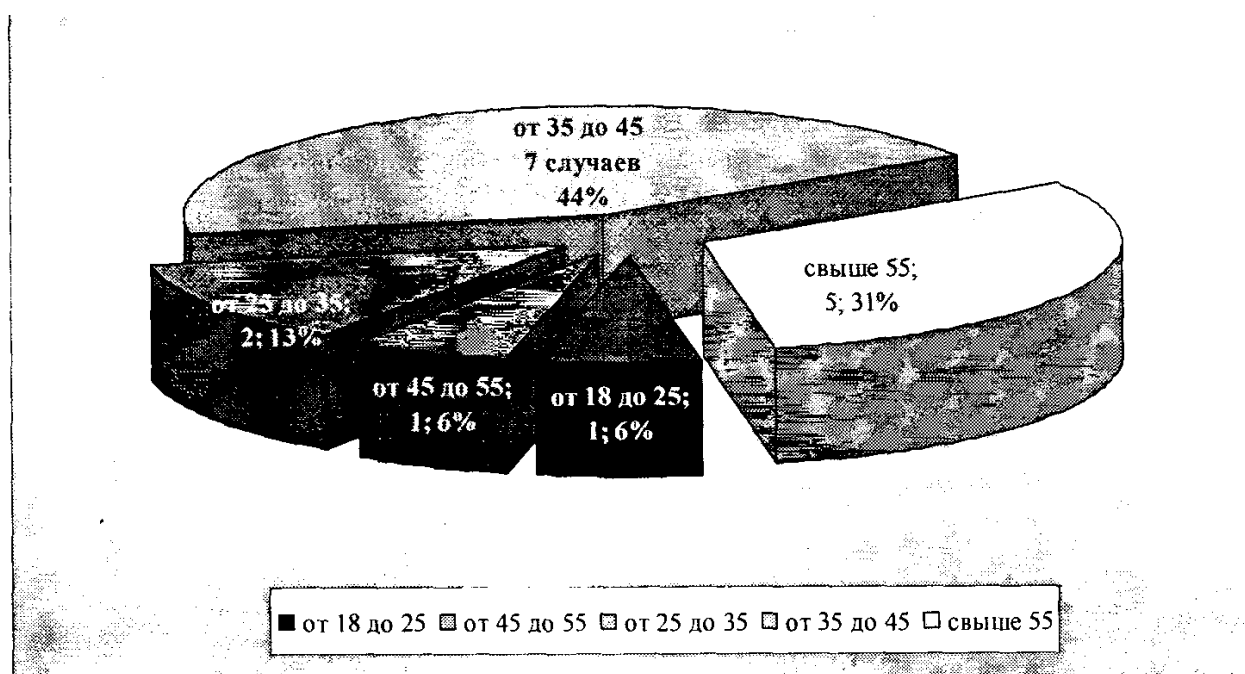 от 35 до 45
7 случаев
44%
свыше 55;
5; 31%
от 25 до 35;
2; 13%
от 45 до 55;
1; 6%
от 18 до 25;
1; 6%
от 18 до 25 от 45 до 55 от 25 до 35 от 35 до 45 свыше 55